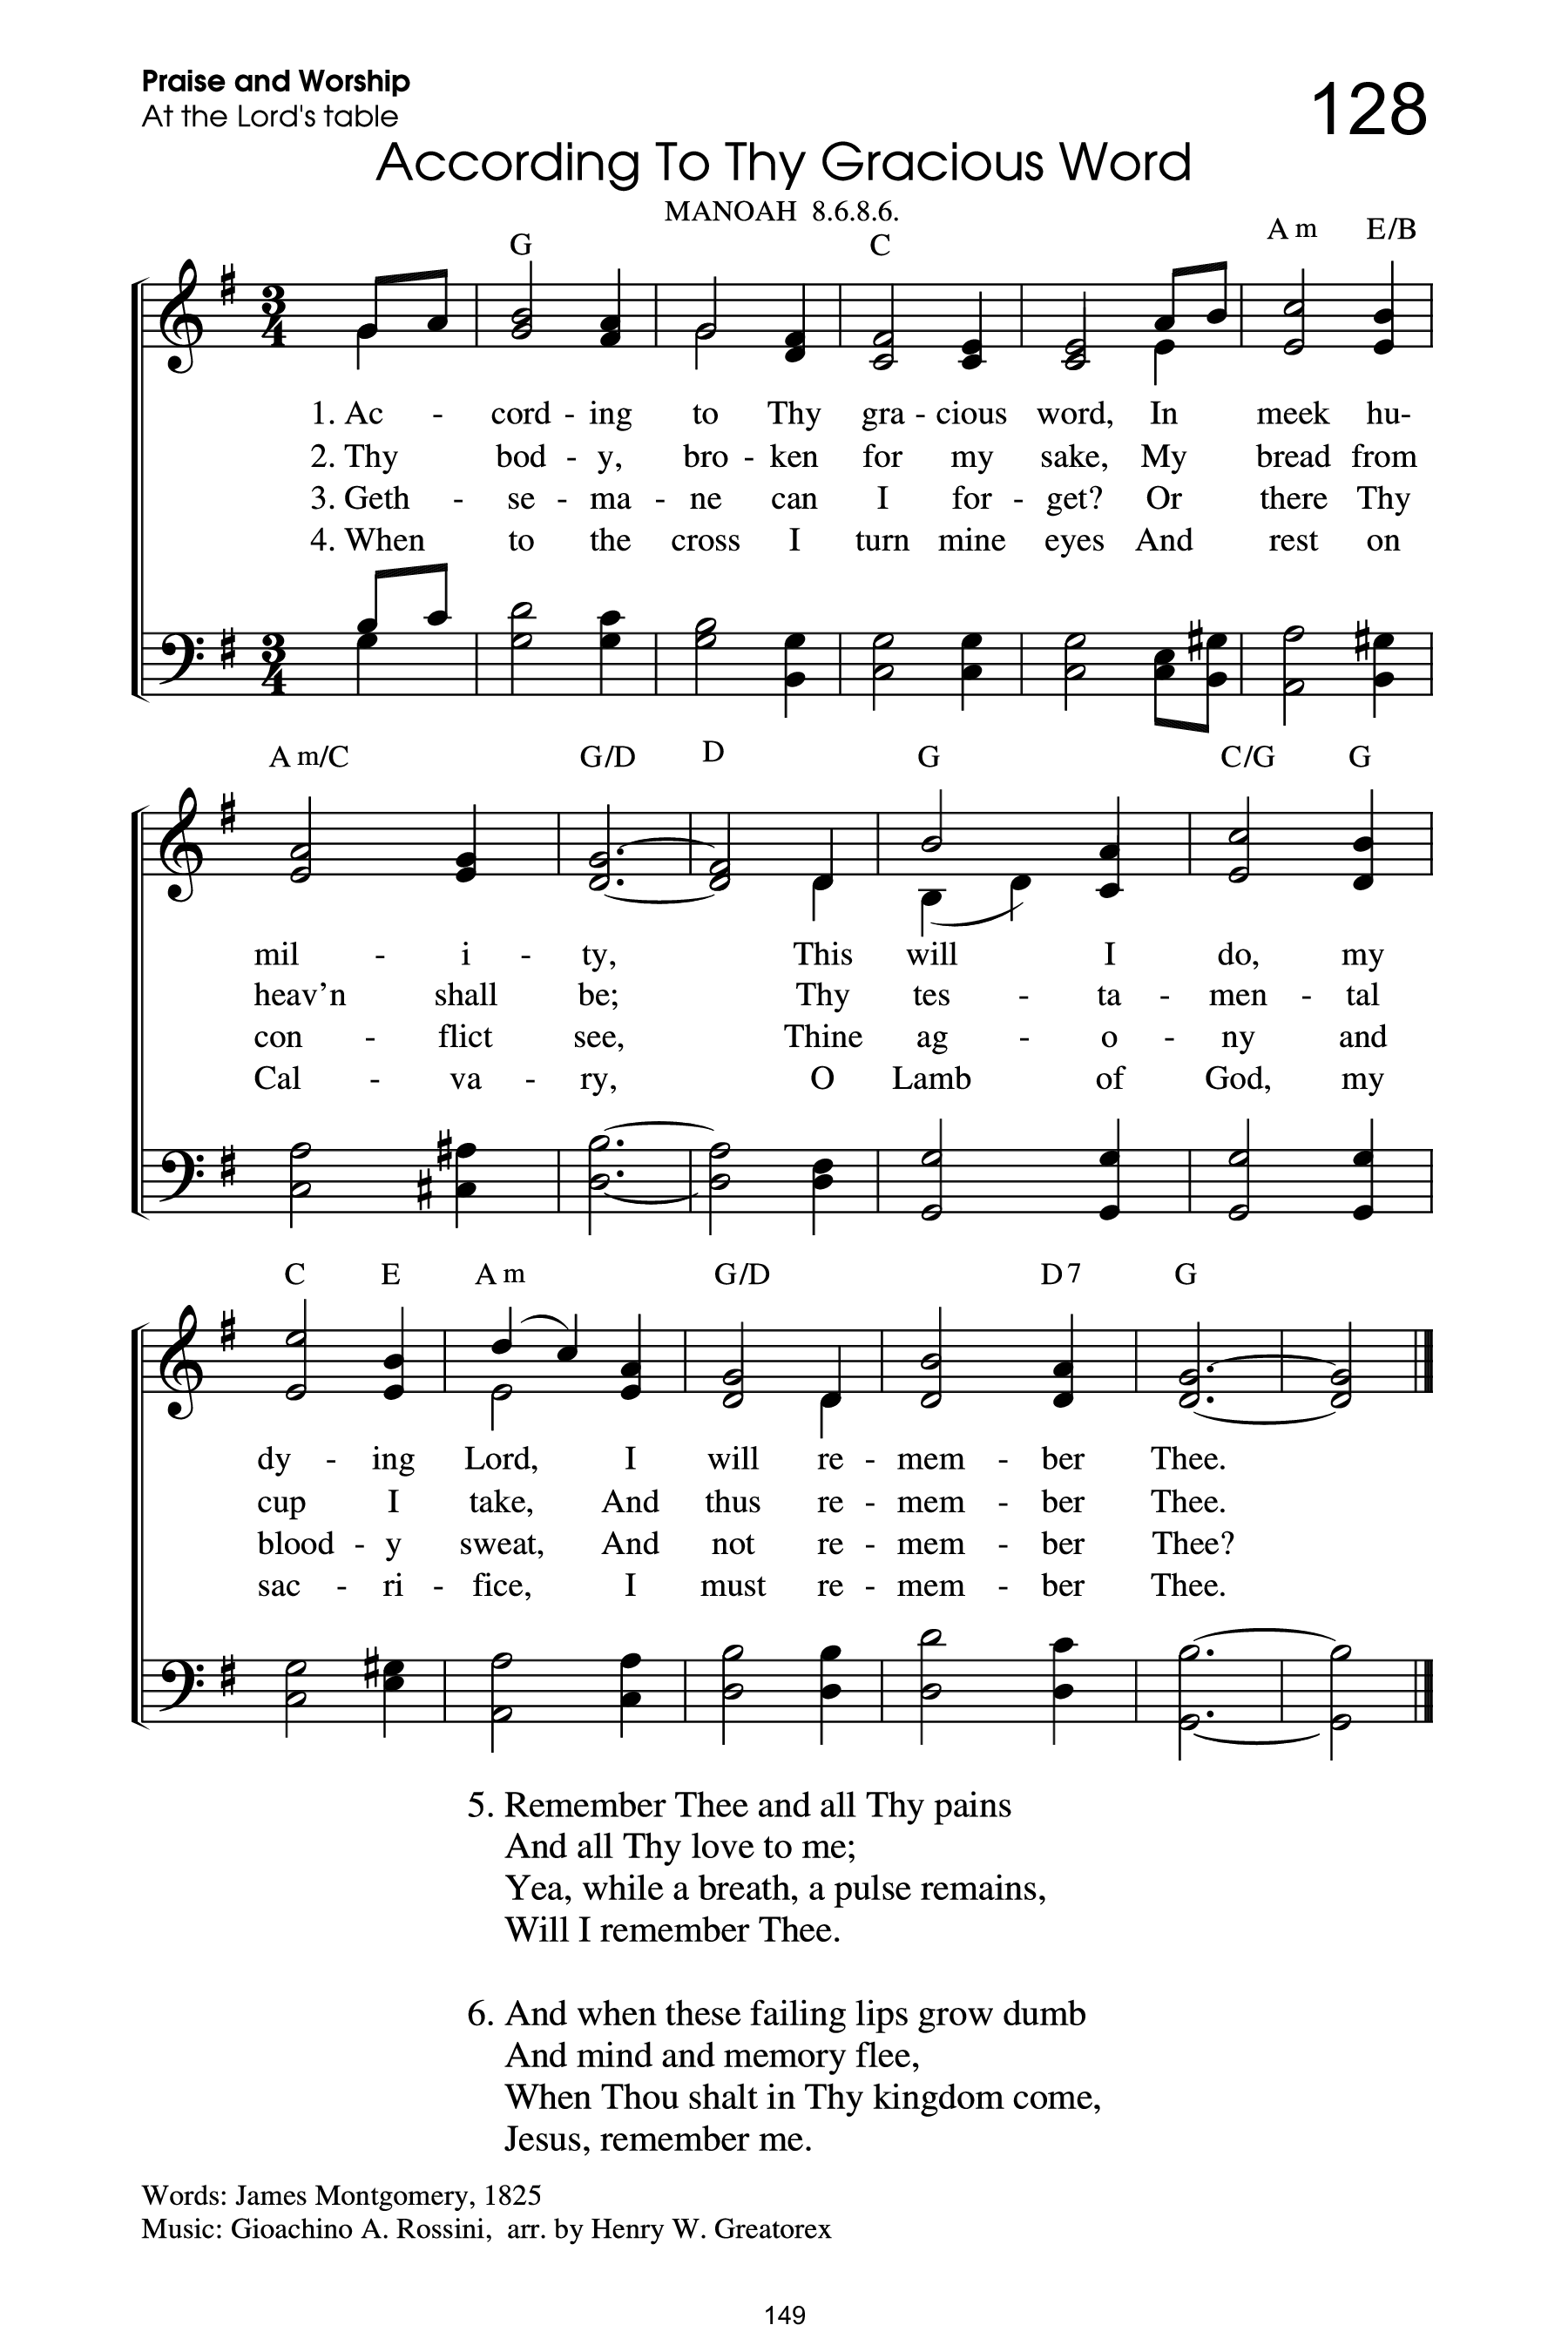 Praise and Worship
At the Lord's table
128
According To Thy Gracious Word
MANOAH  8.6.8.6.
G C Am E/B
3/4
1. Ac - cord - ing to Thy gra - cious word, In meek hu-
2. Thy bod - y, bro - ken for my sake, My bread from
3. Geth - se - ma - ne can I for - get? Or there Thy
4. When to the cross I turn mine eyes And rest on
3/4
Am/C G/D D G C/G G
mil - i - ty, This will I do, my
heav'n shall be; Thy tes - ta - men - tal
con - flict see, Thine ag - o - ny and
Cal - va - ry, O Lamb of God, my
C E Am G/D D7 G
dy - ing Lord, I will re - mem - ber Thee.
cup I take, And thus re - mem - ber Thee.
blood - y sweat, And not re - mem - ber Thee?
sac - ri - fice, I must re - mem - ber Thee.
5. Remember Thee and all Thy pains
And all Thy love to me;
Yea, while a breath, a pulse remains,
Will I remember Thee.
6. And when these failing lips grow dumb
And mind and memory flee,
When Thou shalt in Thy kingdom come,
Jesus, remember me.
Words: James Montgomery, 1825
Music: Gioachino A. Rossini,  arr. by Henry W. Greatorex
149